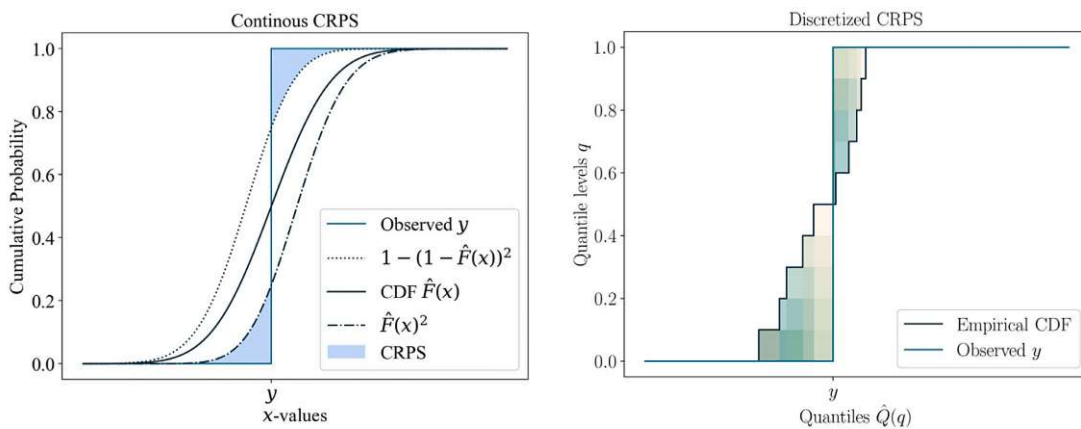 Continous CRPS
Cumulative Probability
1.0
0.8
0.6
0.4
0.2
0.0
Observed y
1 − (1 − F̂(x))²
CDF F̂(x)
F̂(x)²
CRPS
y
x-values
Discretized CRPS
Quantile levels q
1.0
0.8
0.6
0.4
0.2
0.0
Empirical CDF
Observed y
y
Quantiles Q̂(q)